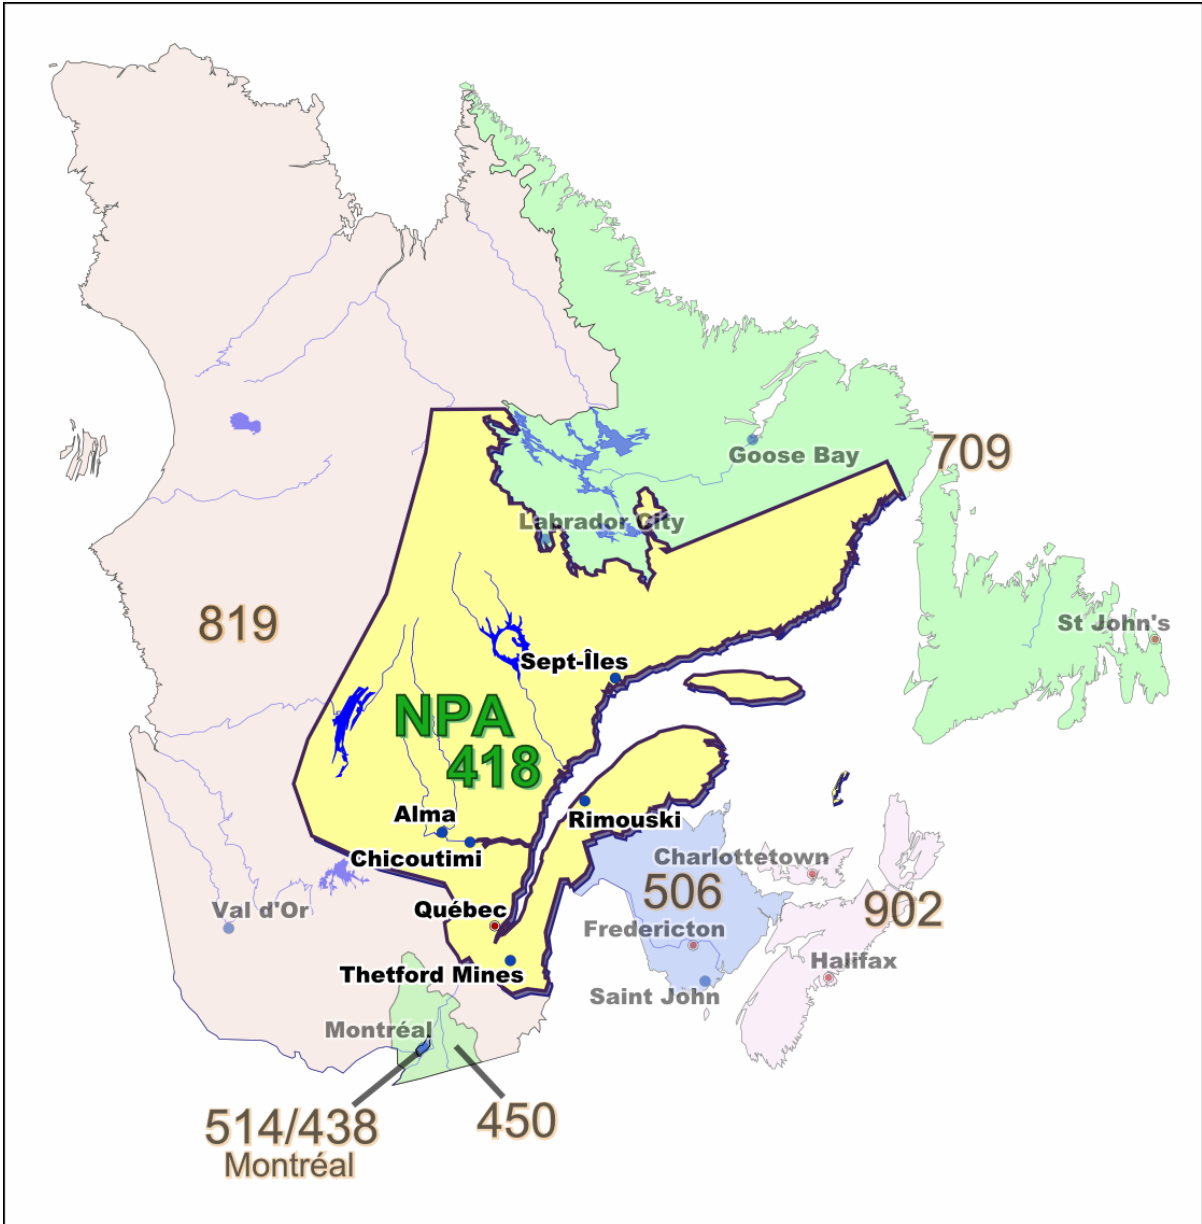 709
Goose Bay
Labrador City
819
St John's
Sept-Îles
NPA
418
Alma
Rimouski
Chicoutimi
Charlottetown
506
902
Val d'Or
Québec
Fredericton
Halifax
Thetford Mines
Saint John
Montréal
514/438
Montréal
450